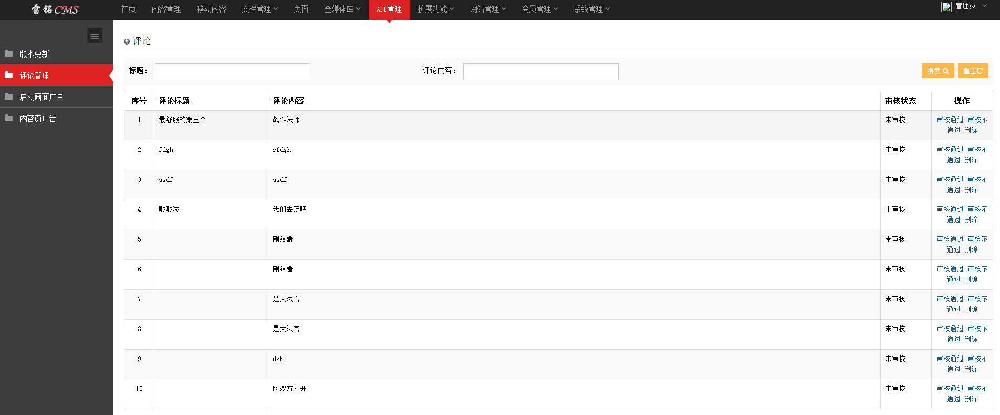 雷铭CMS 首页 内容管理 移动内容 文档管理 页面 全媒体库 APP管理 扩展功能 网站管理 会员管理 系统管理 管理员
版本更新
评论管理
启动画面广告
内容页广告
评论
标题： 评论内容： 搜索 重置
序号 评论标题 评论内容 审核状态 操作
1 最舒服的第三个 战斗法师 未审核 审核通过 审核不
通过 删除
2 fdgh sfdgh 未审核 审核通过 审核不
通过 删除
3 asdf asdf 未审核 审核通过 审核不
通过 删除
4 啦啦啦 我们去玩吧 未审核 审核通过 审核不
通过 删除
5 刚结婚 未审核 审核通过 审核不
通过 删除
6 刚结婚 未审核 审核通过 审核不
通过 删除
7 是大法官 未审核 审核通过 审核不
通过 删除
8 是大法官 未审核 审核通过 审核不
通过 删除
9 dgh 未审核 审核通过 审核不
通过 删除
10 阿双方打开 未审核 审核通过 审核不
通过 删除